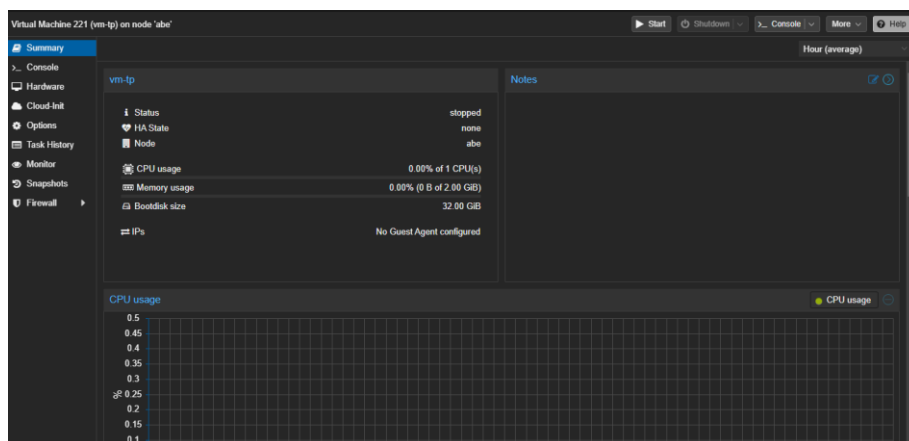 Virtual Machine 221 (vm-tp) on node 'abe'
Start
Shutdown
Console
More
Help
Summary
Console
Hardware
Cloud-Init
Options
Task History
Monitor
Snapshots
Firewall
Hour (average)
vm-tp
Status stopped
HA State none
Node abe
CPU usage 0.00% of 1 CPU(s)
Memory usage 0.00% (0 B of 2.00 GiB)
Bootdisk size 32.00 GiB
IPs No Guest Agent configured
Notes
CPU usage
CPU usage
0.5
0.45
0.4
0.35
0.3
0.25
0.2
0.15
0.1
%